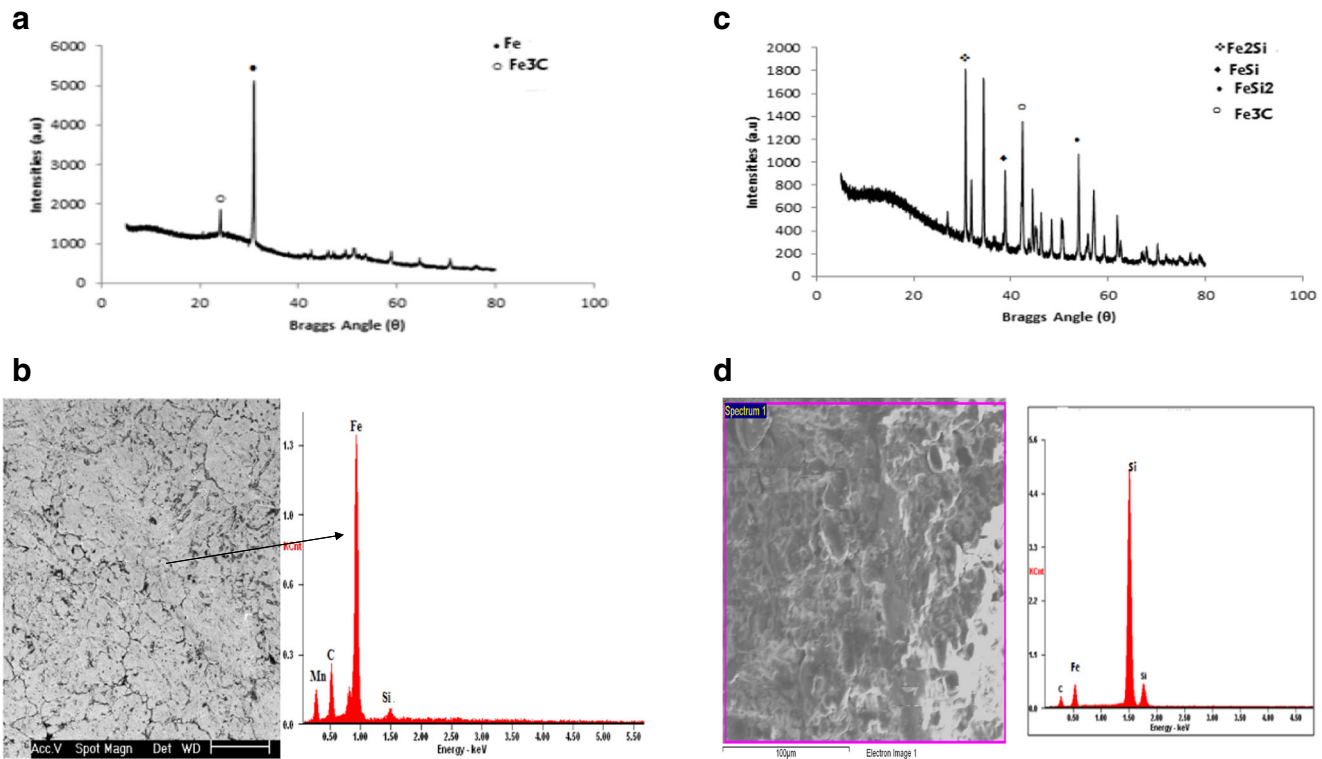 a
6000
5000
4000
3000
2000
1000
0
Intensities (a.u)
0 20 40 60 80 100
Braggs Angle (θ)
Fe
Fe3C
c
2000
1800
1600
1400
1200
1000
800
600
400
200
0
Intensities (a.u)
0 20 40 60 80 100
Braggs Angle (θ)
Fe2Si
FeSi
FeSi2
Fe3C
b
Acc.V Spot Magn Det WD
1.3
1.0
KCnt
0.6
0.3
0.0
Fe
Mn
C
Si
0.50 1.00 1.50 2.00 2.50 3.00 3.50 4.00 4.50 5.00 5.50
Energy - keV
d
Spectrum 1
100µm
Electron Image 1
5.6
4.4
3.3
KCnt
2.2
1.1
0.0
Si
C
Fe
Si
0.50 1.00 1.50 2.00 2.50 3.00 3.50 4.00 4.50
Energy - keV